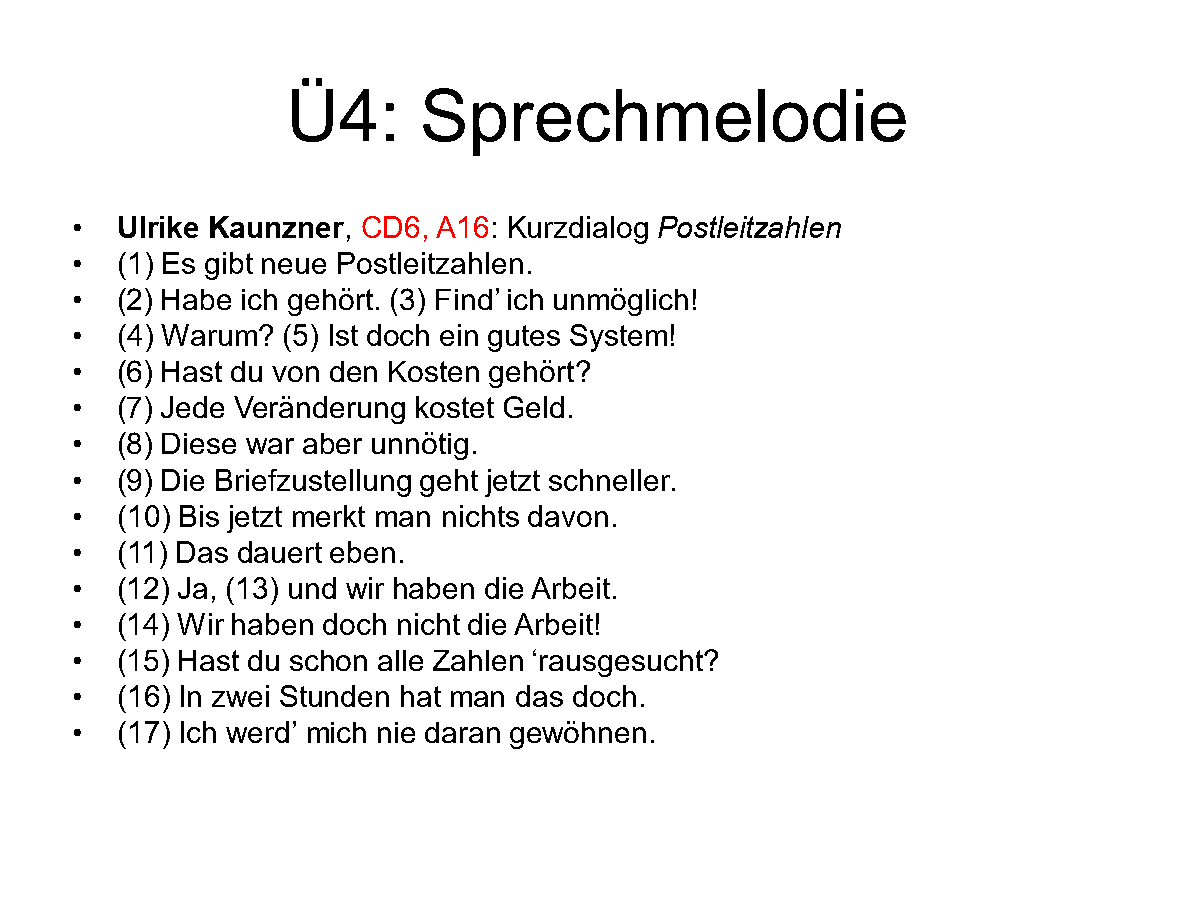 Ü4: Sprechmelodie
• Ulrike Kaunzner, CD6, A16: Kurzdialog Postleitzahlen
• (1) Es gibt neue Postleitzahlen.
• (2) Habe ich gehört. (3) Find’ ich unmöglich!
• (4) Warum? (5) Ist doch ein gutes System!
• (6) Hast du von den Kosten gehört?
• (7) Jede Veränderung kostet Geld.
• (8) Diese war aber unnötig.
• (9) Die Briefzustellung geht jetzt schneller.
• (10) Bis jetzt merkt man nichts davon.
• (11) Das dauert eben.
• (12) Ja, (13) und wir haben die Arbeit.
• (14) Wir haben doch nicht die Arbeit!
• (15) Hast du schon alle Zahlen ‘rausgesucht?
• (16) In zwei Stunden hat man das doch.
• (17) Ich werd’ mich nie daran gewöhnen.